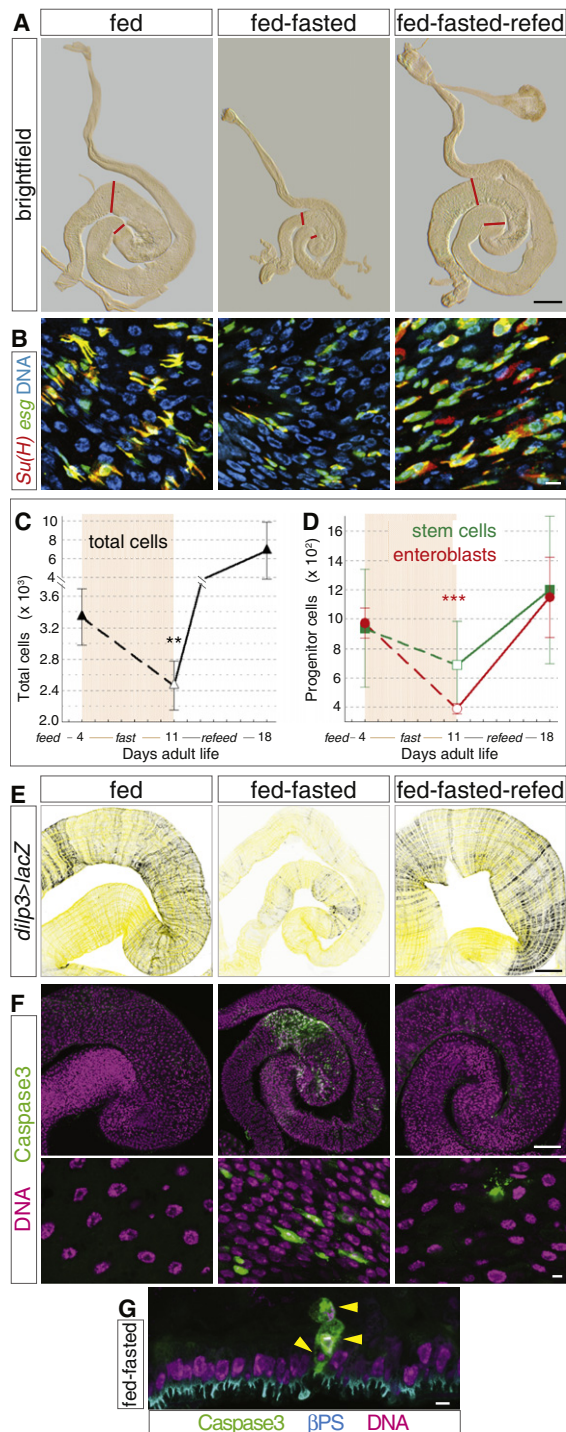 A fed fed-fasted fed-fasted-refed
brightfield
B Su(H) esg DNA
C total cells
Total cells (x 10³)
10
8
6
4
3.6
3.2
2.8
2.4
2.0
**
feed 4 fast 11 refeed 18
Days adult life
D stem cells
enteroblasts
Progenitor cells (x 10²)
16
14
12
10
8
6
4
***
feed 4 fast 11 refeed 18
Days adult life
E fed fed-fasted fed-fasted-refed
dilp3>lacZ
F
DNA Caspase3
G
fed-fasted
Caspase3 βPS DNA